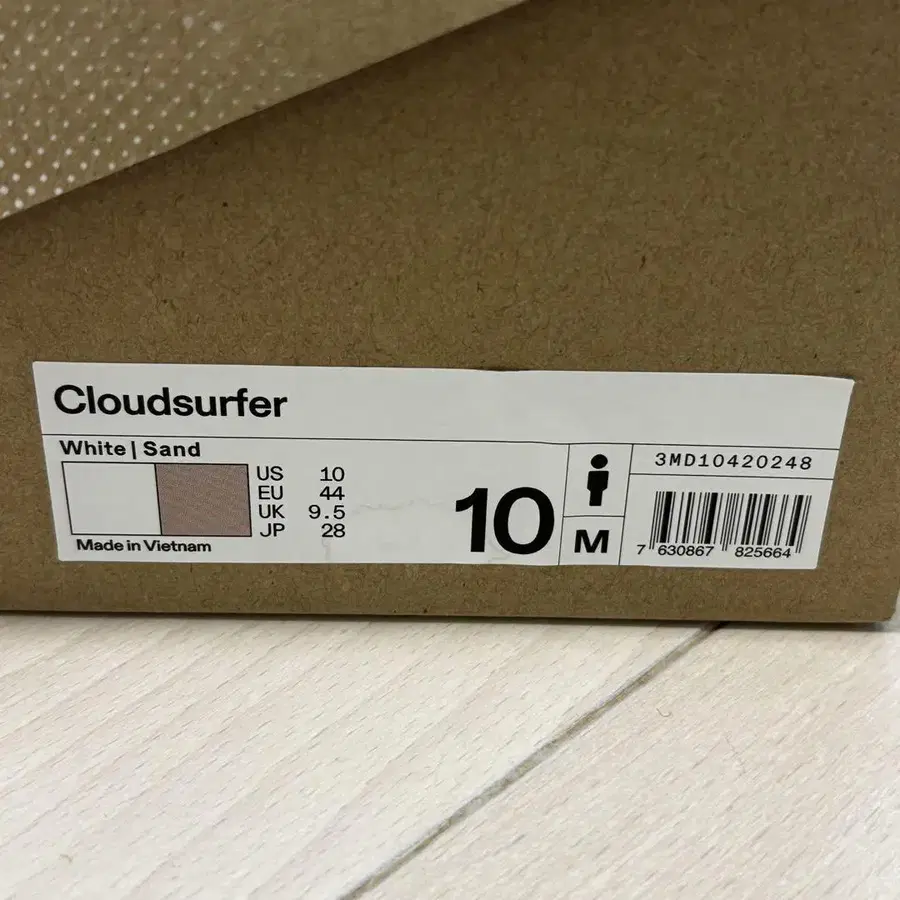 Cloudsurfer
White | Sand
US 10
EU 44
UK 9.5
JP 28
Made in Vietnam
10
M
3MD10420248
7 630867 825664